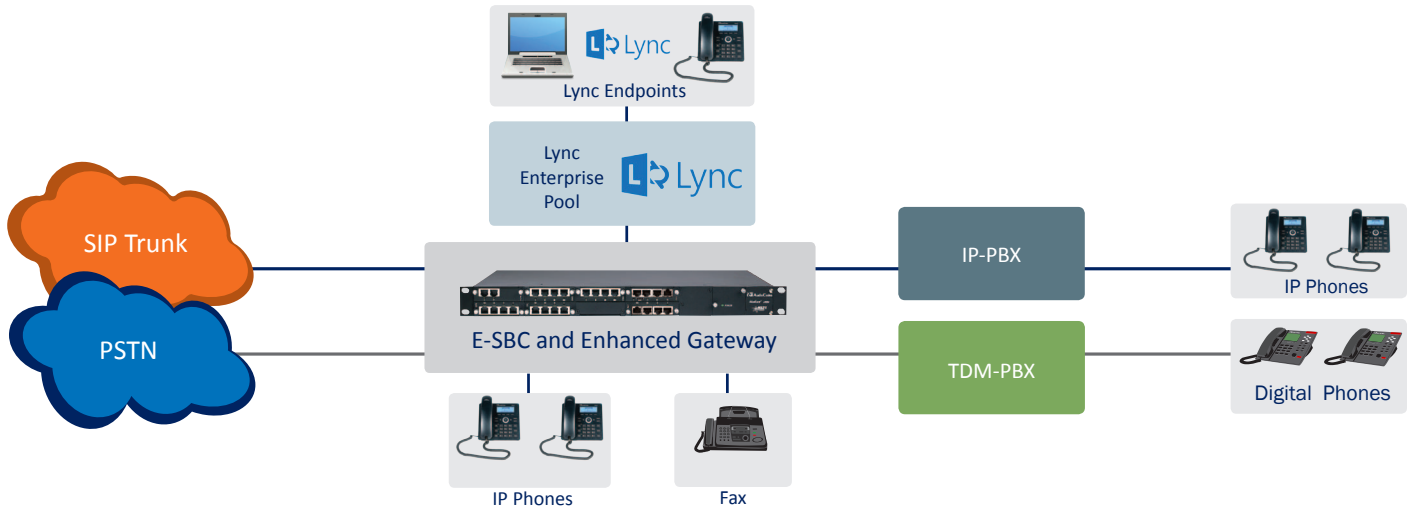 L Lync
Lync Endpoints
Lync
Enterprise
Pool
L Lync
SIP Trunk
PSTN
E-SBC and Enhanced Gateway
IP-PBX
IP Phones
TDM-PBX
Digital Phones
IP Phones
Fax